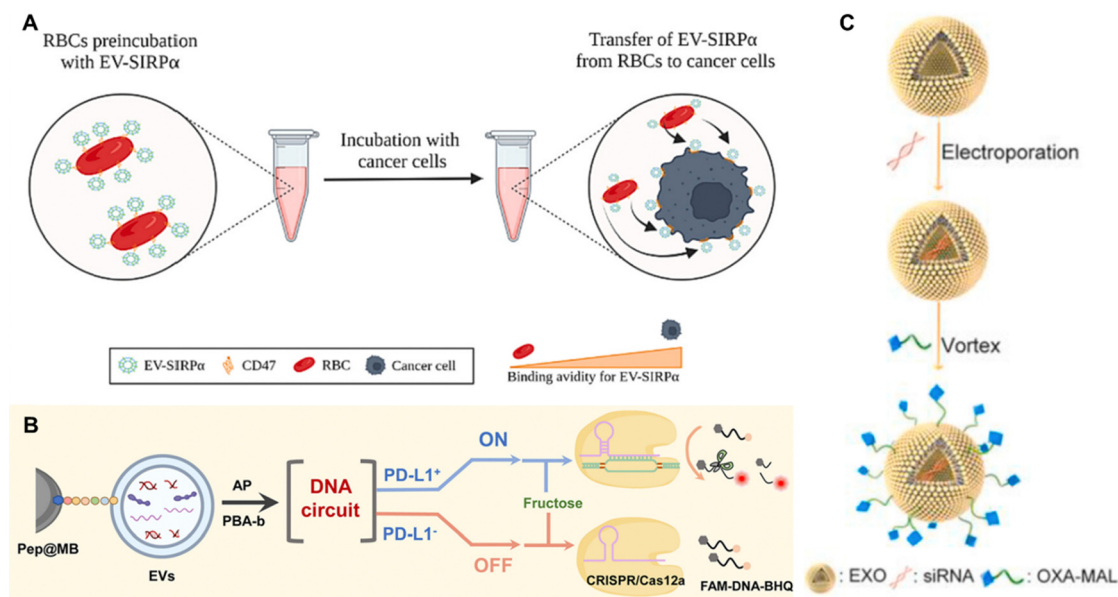 A
RBCs preincubation
with EV-SIRPα
Incubation with
cancer cells
Transfer of EV-SIRPα
from RBCs to cancer cells
EV-SIRPα
CD47
RBC
Cancer cell
Binding avidity for EV-SIRPα
B
Pep@MB
EVs
AP
PBA-b
DNA
circuit
PD-L1⁺
ON
PD-L1⁻
OFF
Fructose
CRISPR/Cas12a
FAM-DNA-BHQ
C
Electroporation
Vortex
: EXO
: siRNA
: OXA-MAL